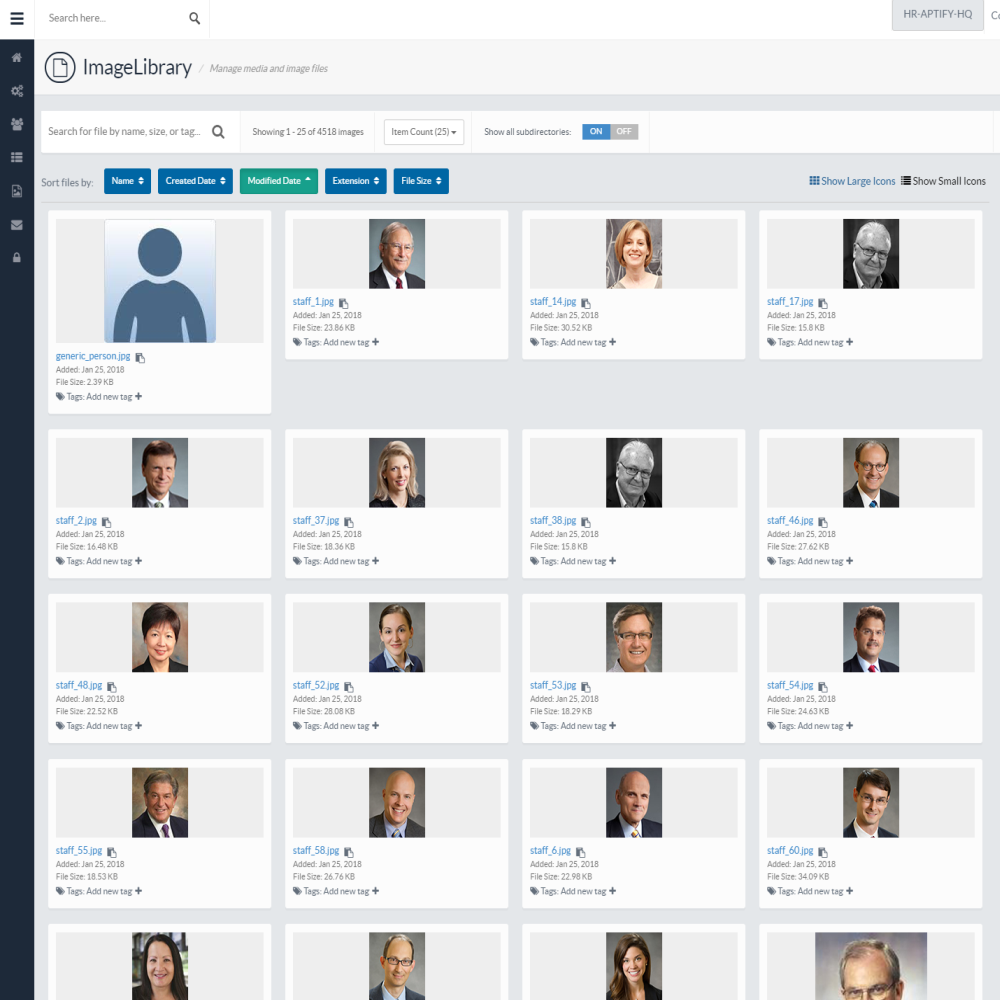 Search here...
HR-APTIFY-HQ
ImageLibrary / Manage media and image files
Search for file by name, size, or tag...
Showing 1 - 25 of 4518 images
Item Count (25)
Show all subdirectories:
ON OFF
Sort files by:
Name
Created Date
Modified Date
Extension
File Size
Show Large Icons
Show Small Icons
generic_person.jpg
Added: Jan 25, 2018
File Size: 2.39 KB
Tags: Add new tag +
staff_1.jpg
Added: Jan 25, 2018
File Size: 23.86 KB
Tags: Add new tag +
staff_14.jpg
Added: Jan 25, 2018
File Size: 30.52 KB
Tags: Add new tag +
staff_17.jpg
Added: Jan 25, 2018
File Size: 15.8 KB
Tags: Add new tag +
staff_2.jpg
Added: Jan 25, 2018
File Size: 16.48 KB
Tags: Add new tag +
staff_37.jpg
Added: Jan 25, 2018
File Size: 18.36 KB
Tags: Add new tag +
staff_38.jpg
Added: Jan 25, 2018
File Size: 15.8 KB
Tags: Add new tag +
staff_46.jpg
Added: Jan 25, 2018
File Size: 27.62 KB
Tags: Add new tag +
staff_48.jpg
Added: Jan 25, 2018
File Size: 22.52 KB
Tags: Add new tag +
staff_52.jpg
Added: Jan 25, 2018
File Size: 28.08 KB
Tags: Add new tag +
staff_53.jpg
Added: Jan 25, 2018
File Size: 18.29 KB
Tags: Add new tag +
staff_54.jpg
Added: Jan 25, 2018
File Size: 24.63 KB
Tags: Add new tag +
staff_55.jpg
Added: Jan 25, 2018
File Size: 18.53 KB
Tags: Add new tag +
staff_58.jpg
Added: Jan 25, 2018
File Size: 26.76 KB
Tags: Add new tag +
staff_6.jpg
Added: Jan 25, 2018
File Size: 22.98 KB
Tags: Add new tag +
staff_60.jpg
Added: Jan 25, 2018
File Size: 34.09 KB
Tags: Add new tag +